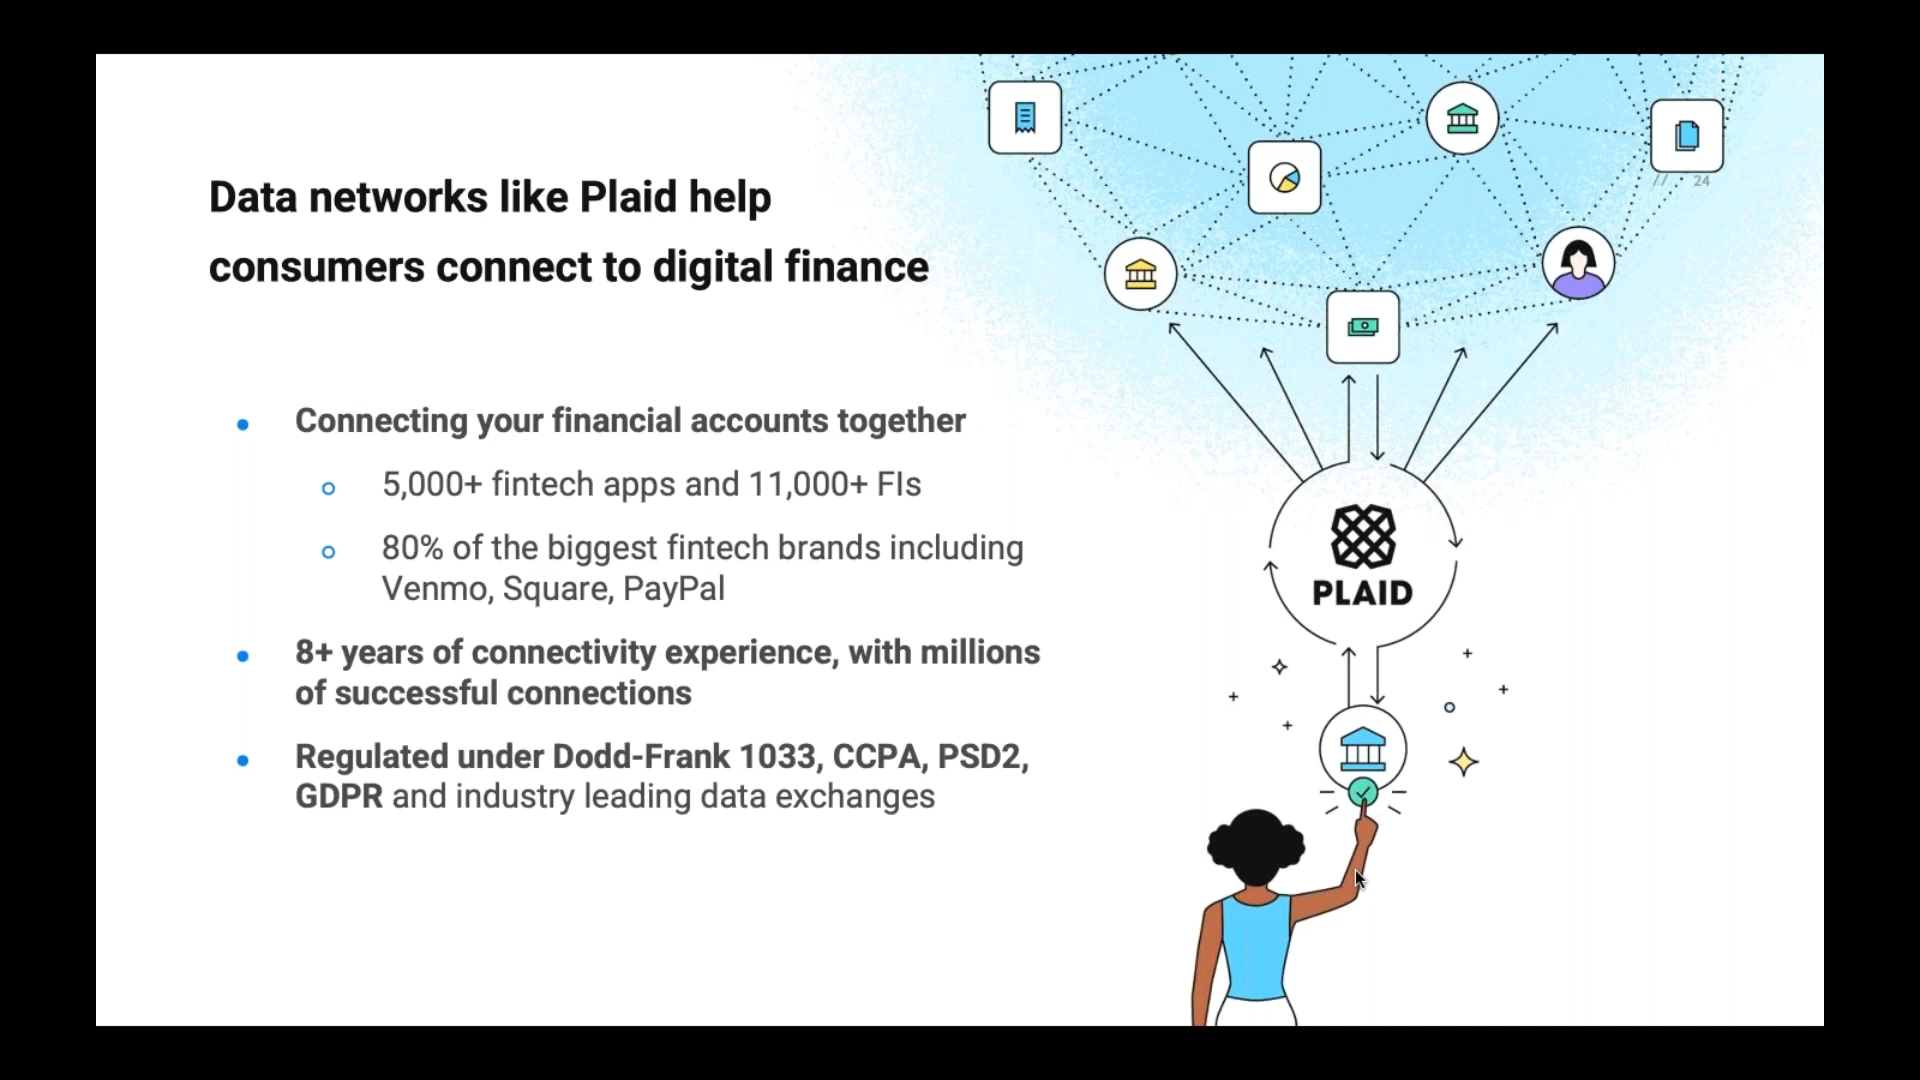 // 24
Data networks like Plaid help
consumers connect to digital finance
Connecting your financial accounts together
5,000+ fintech apps and 11,000+ FIs
80% of the biggest fintech brands including
Venmo, Square, PayPal
8+ years of connectivity experience, with millions
of successful connections
Regulated under Dodd-Frank 1033, CCPA, PSD2,
GDPR and industry leading data exchanges
PLAID